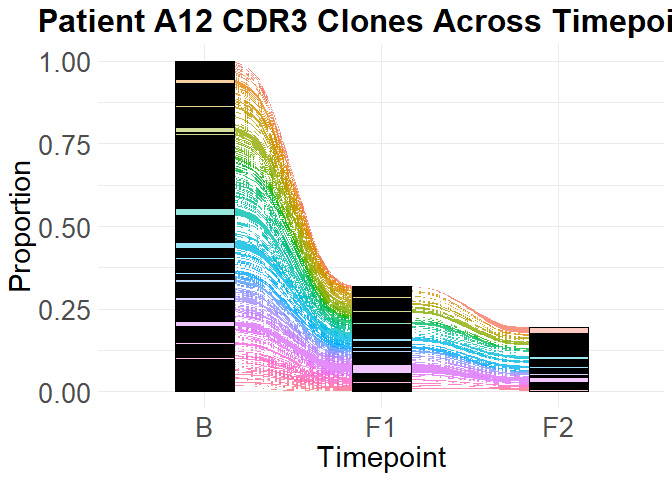 Patient A12 CDR3 Clones Across Timepoi
1.00
0.75
0.50
0.25
0.00
Proportion
B F1 F2
Timepoint